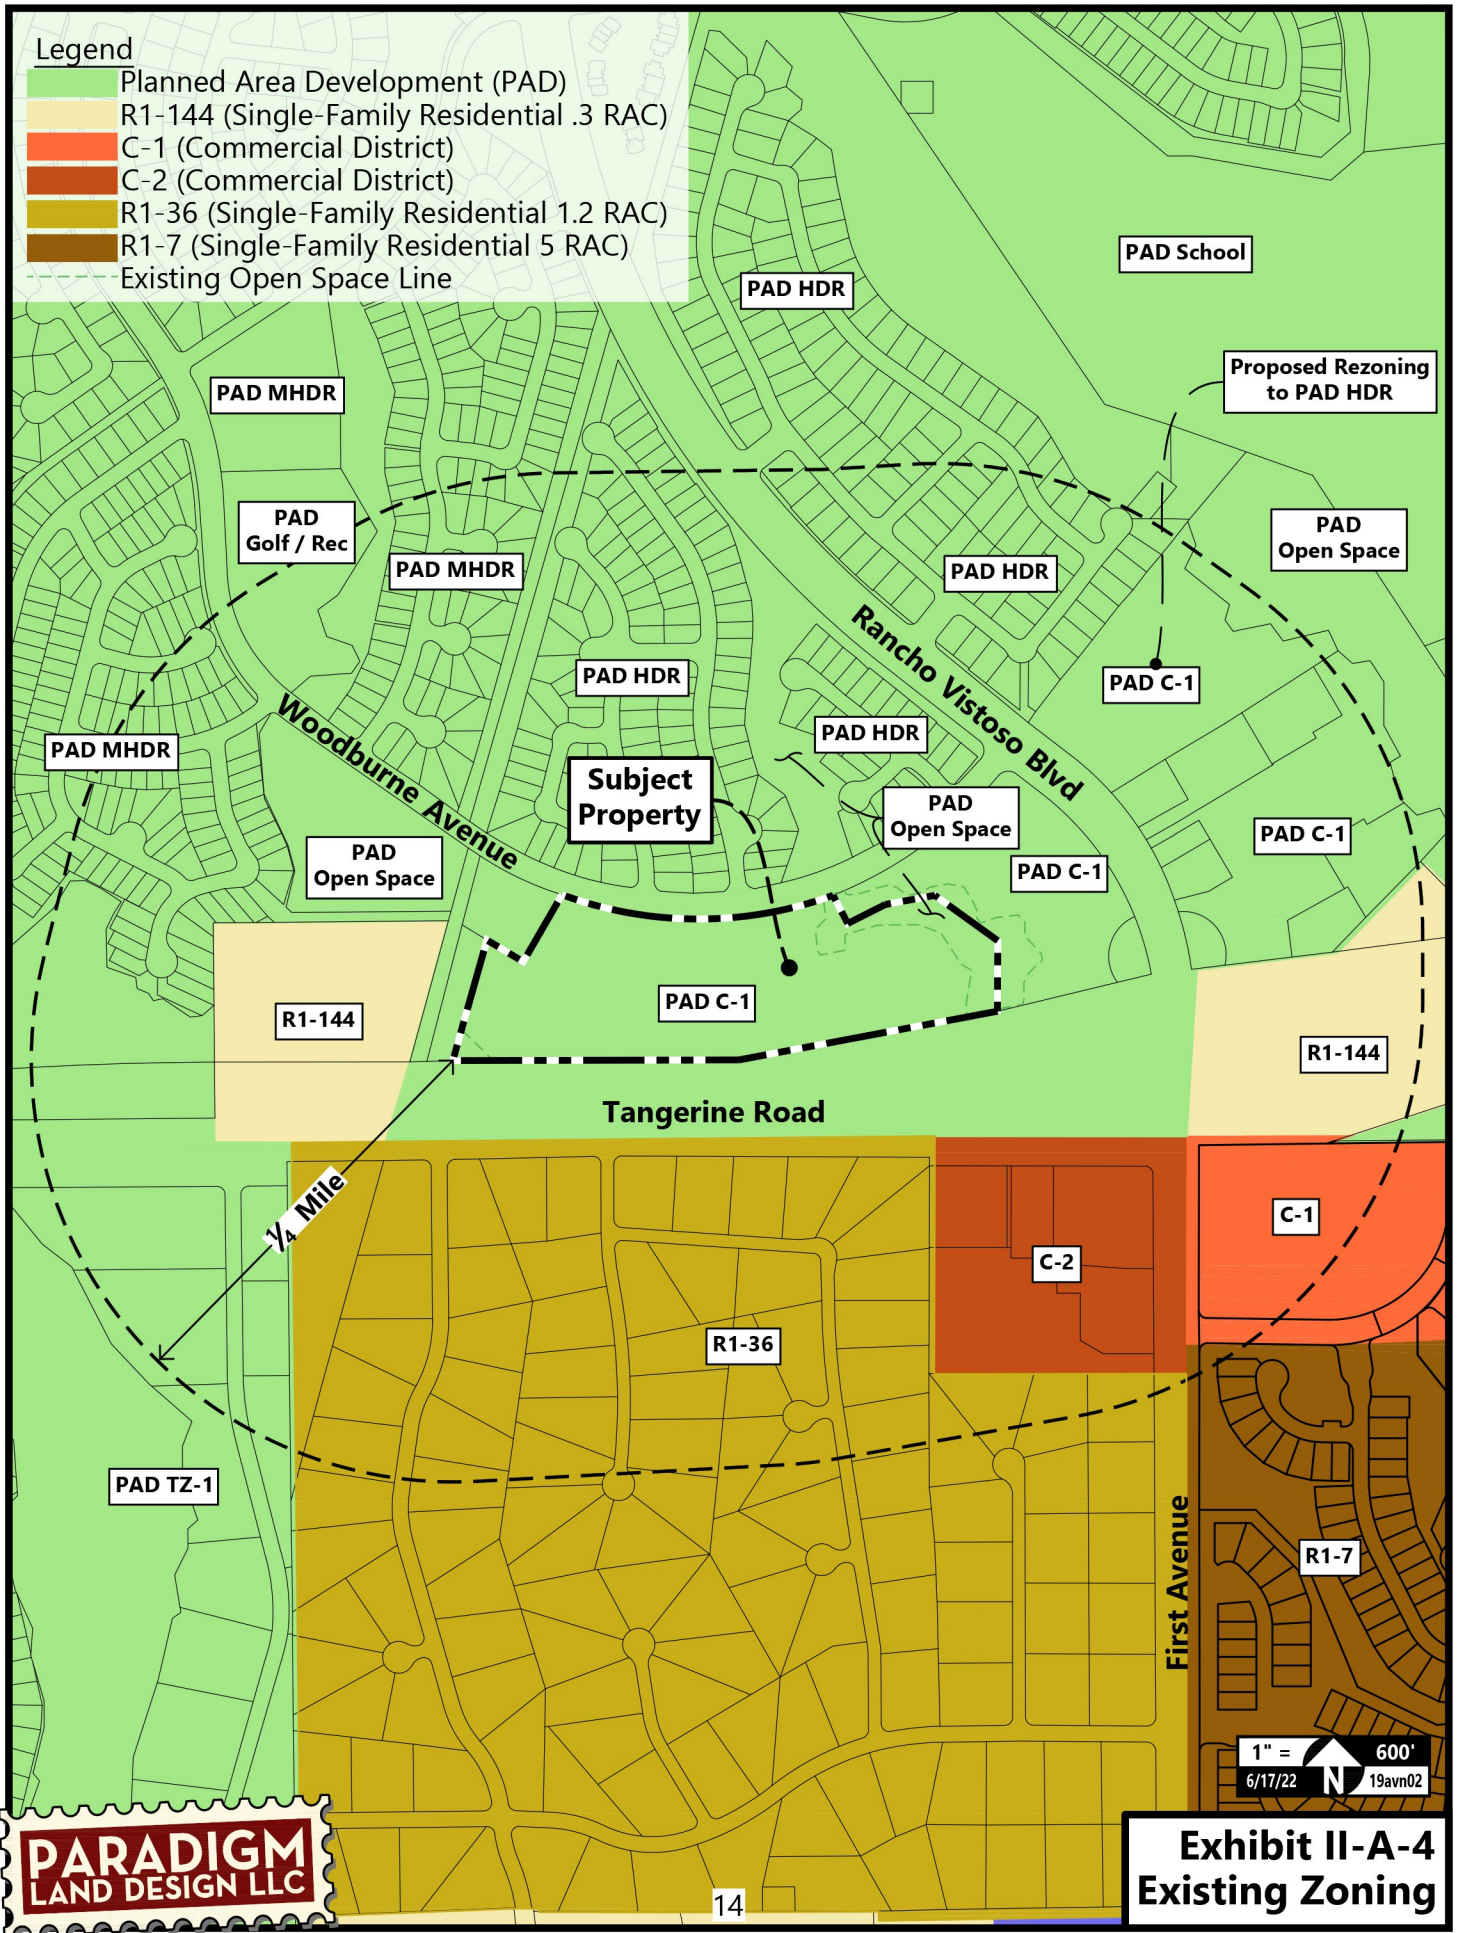 Legend
Planned Area Development (PAD)
R1-144 (Single-Family Residential .3 RAC)
C-1 (Commercial District)
C-2 (Commercial District)
R1-36 (Single-Family Residential 1.2 RAC)
R1-7 (Single-Family Residential 5 RAC)
Existing Open Space Line
PAD School
PAD HDR
Proposed Rezoning
to PAD HDR
PAD MHDR
PAD
Golf / Rec
PAD
Open Space
PAD MHDR
PAD HDR
Rancho Vistoso Blvd
PAD HDR
PAD C-1
Woodburne Avenue
PAD HDR
PAD MHDR
Subject
Property
PAD
Open Space
PAD C-1
PAD
Open Space
PAD C-1
PAD C-1
R1-144
R1-144
Tangerine Road
1/4 Mile
C-1
C-2
R1-36
PAD TZ-1
First Avenue
R1-7
1" = 600'
6/17/22 N 19avn02
PARADIGM
LAND DESIGN LLC
Exhibit II-A-4
Existing Zoning
14